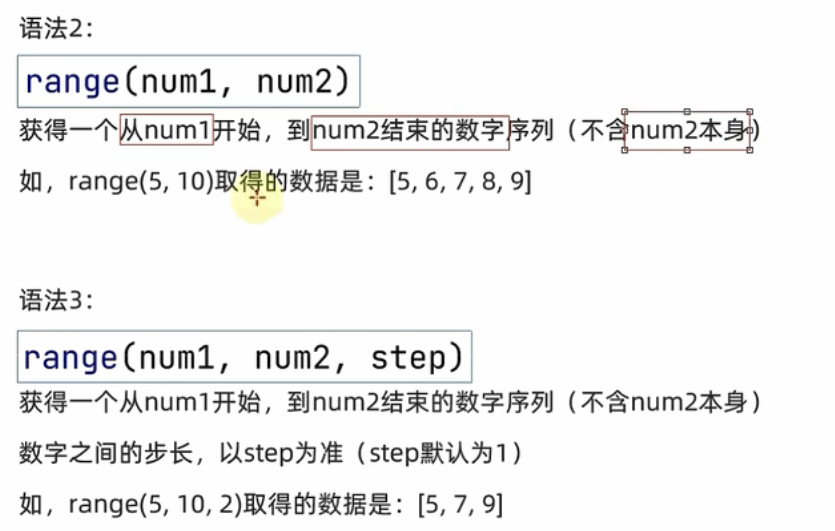 语法2：
range(num1, num2)
获得一个从num1开始，到num2结束的数字序列（不含num2本身）
如，range(5, 10)取得的数据是：[5, 6, 7, 8, 9]
语法3：
range(num1, num2, step)
获得一个从num1开始，到num2结束的数字序列（不含num2本身）
数字之间的步长，以step为准（step默认为1）
如，range(5, 10, 2)取得的数据是：[5, 7, 9]